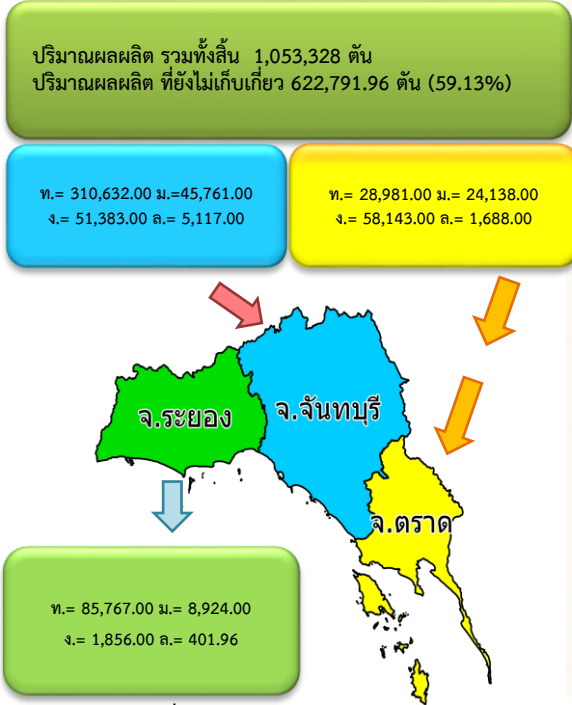 ปริมาณผลผลิต รวมทั้งสิ้น 1,053,328 ตัน
ปริมาณผลผลิต ที่ยังไม่เก็บเกี่ยว 622,791.96 ตัน (59.13%)
ท.= 310,632.00 ม.=45,761.00
ง.= 51,383.00 ล.= 5,117.00
ท.= 28,981.00 ม.= 24,138.00
ง.= 58,143.00 ล.= 1,688.00
จ.ระยอง
จ.จันทบุรี
จ.ตราด
ท.= 85,767.00 ม.= 8,924.00
ง.= 1,856.00 ล.= 401.96